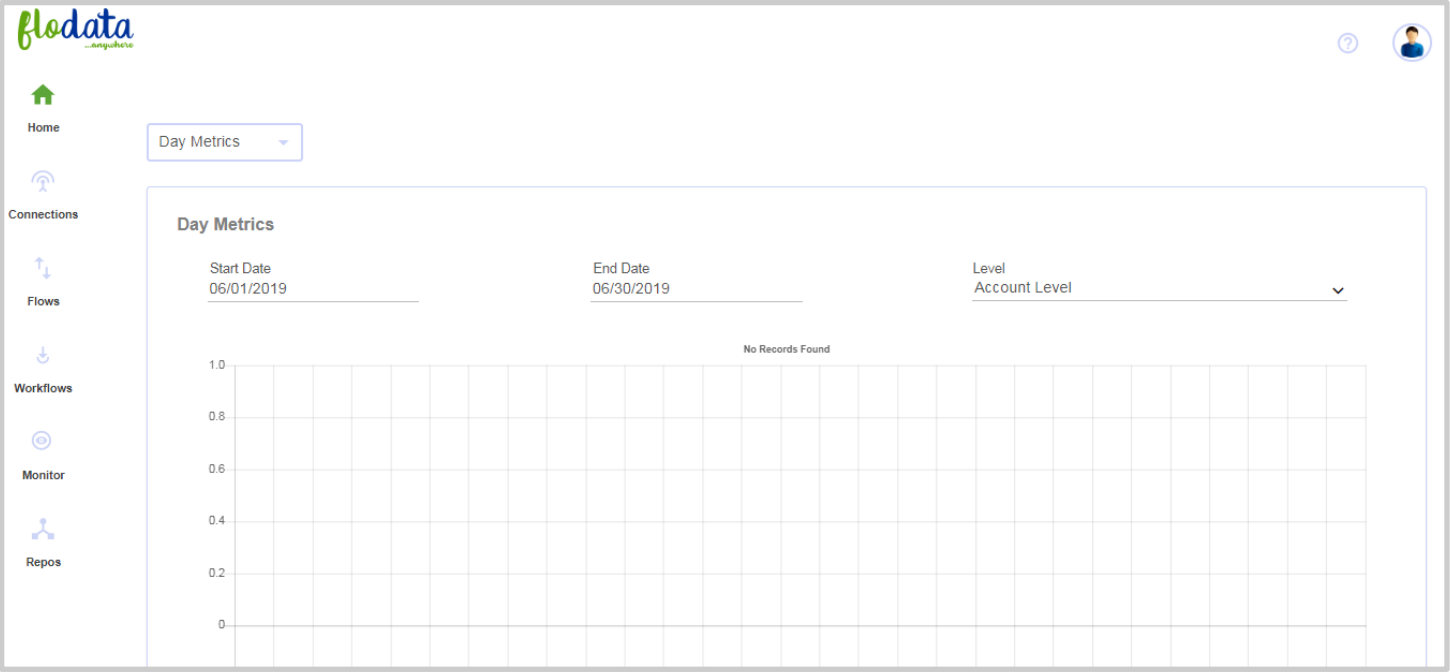 flodata
...anywhere
Home
Connections
Flows
Workflows
Monitor
Repos
Day Metrics
Day Metrics
Start Date
06/01/2019
End Date
06/30/2019
Level
Account Level
No Records Found
1.0
0.8
0.6
0.4
0.2
0